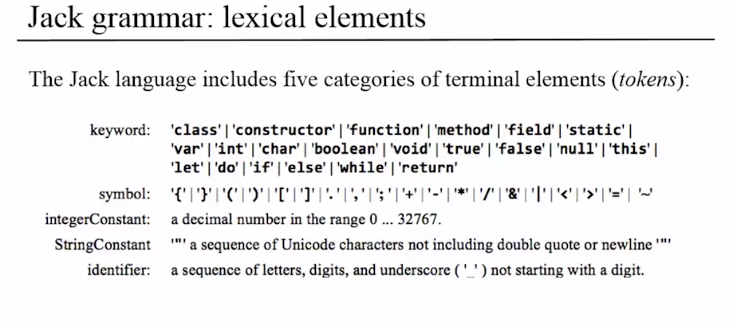 Jack grammar: lexical elements
The Jack language includes five categories of terminal elements (tokens):
keyword: 'class'|'constructor'|'function'|'method'|'field'|'static'|
'var'|'int'|'char'|'boolean'|'void'|'true'|'false'|'null'|'this'|
'let'|'do'|'if'|'else'|'while'|'return'
symbol: '{'|'}'|'('|')'|'['|']'|'.'|','|';'|'+'|'-'|'*'|'/'|'&'|'|'|'<'|'>'|'='|'~'
integerConstant: a decimal number in the range 0 ... 32767.
StringConstant '"' a sequence of Unicode characters not including double quote or newline '"'
identifier: a sequence of letters, digits, and underscore ('_') not starting with a digit.